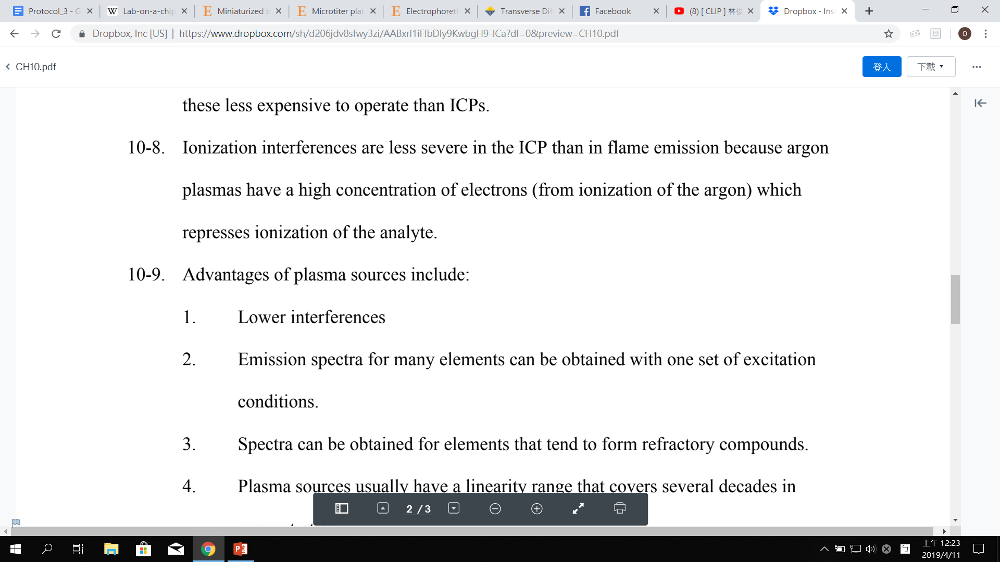 Protocol_3 - G
Lab-on-a-chip
Miniaturized t
Microtiter plat
Electrophoreti
Transverse Dif
Facebook
(8) [ CLIP ] 林俊
Dropbox - Inst
Dropbox, Inc [US] | https://www.dropbox.com/sh/d206jdv8sfwy3zi/AABxrl1iFlbDly9KwbgH9-ICa?dl=0&preview=CH10.pdf
CH10.pdf
登入
下載
these less expensive to operate than ICPs.
10-8. Ionization interferences are less severe in the ICP than in flame emission because argon
plasmas have a high concentration of electrons (from ionization of the argon) which
represses ionization of the analyte.
10-9. Advantages of plasma sources include:
1. Lower interferences
2. Emission spectra for many elements can be obtained with one set of excitation
conditions.
3. Spectra can be obtained for elements that tend to form refractory compounds.
4. Plasma sources usually have a linearity range that covers several decades in
2 / 3
上午 12:23
2019/4/11